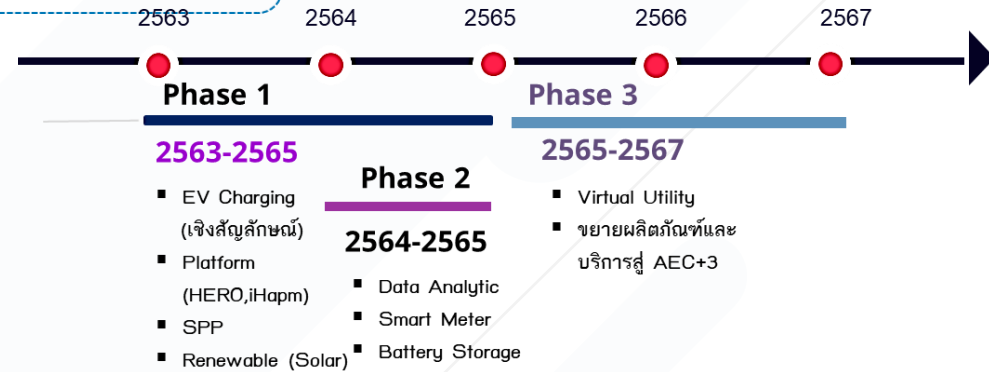 2563 2564 2565 2566 2567
Phase 1
2563-2565
▪ EV Charging
(เชิงสัญลักษณ์)
▪ Platform
(HERO,iHapm)
▪ SPP
▪ Renewable (Solar)
Phase 2
2564-2565
▪ Data Analytic
▪ Smart Meter
▪ Battery Storage
Phase 3
2565-2567
▪ Virtual Utility
▪ ขยายผลิตภัณฑ์และ
บริการสู่ AEC+3